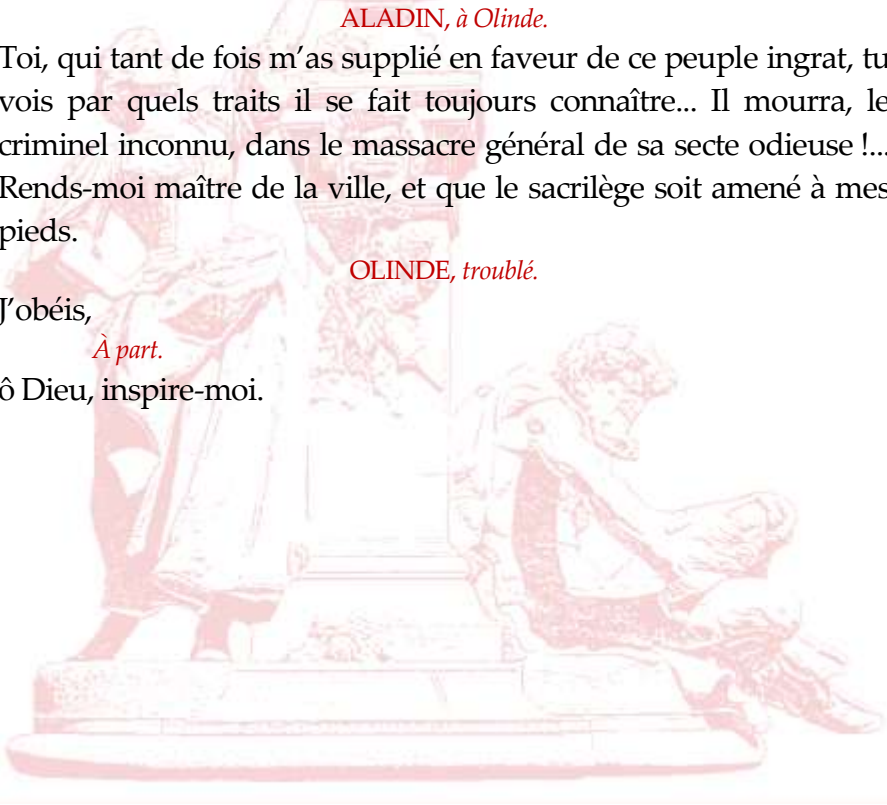 ALADIN, à Olinde.
Toi, qui tant de fois m’as supplié en faveur de ce peuple ingrat, tu
vois par quels traits il se fait toujours connaître... Il mourra, le
criminel inconnu, dans le massacre général de sa secte odieuse !...
Rends-moi maître de la ville, et que le sacrilège soit amené à mes
pieds.
OLINDE, troublé.
J’obéis,
À part.
ô Dieu, inspire-moi.